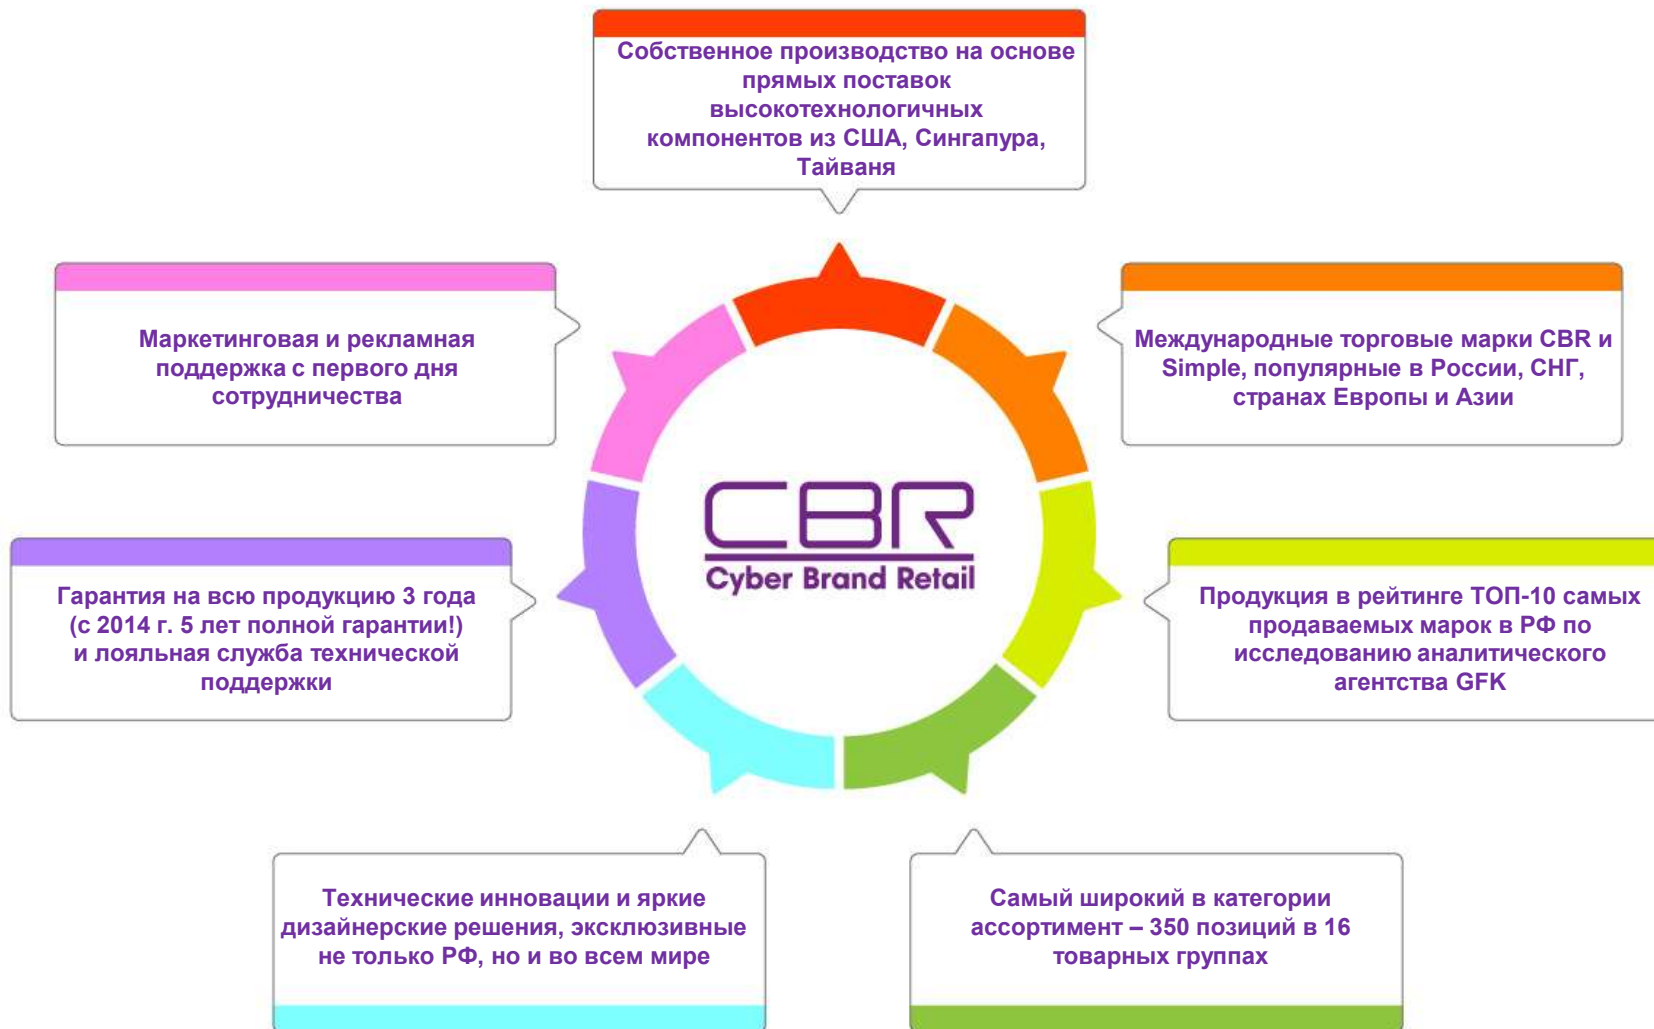 Собственное производство на основе
прямых поставок
высокотехнологичных
компонентов из США, Сингапура,
Тайваня
Маркетинговая и рекламная
поддержка с первого дня
сотрудничества
Международные торговые марки CBR и
Simple, популярные в России, СНГ,
странах Европы и Азии
CBR
Cyber Brand Retail
Гарантия на всю продукцию 3 года
(с 2014 г. 5 лет полной гарантии!)
и лояльная служба технической
поддержки
Продукция в рейтинге ТОП-10 самых
продаваемых марок в РФ по
исследованию аналитического
агентства GFK
Технические инновации и яркие
дизайнерские решения, эксклюзивные
не только РФ, но и во всем мире
Самый широкий в категории
ассортимент – 350 позиций в 16
товарных группах